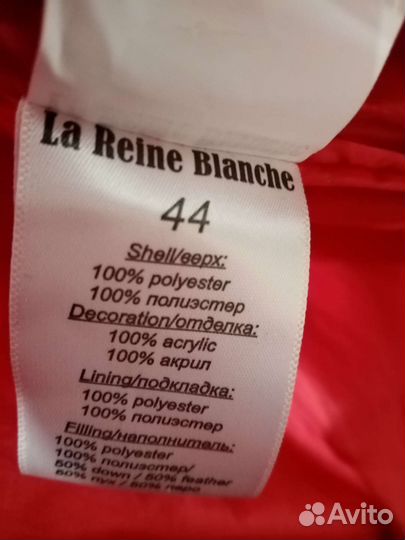 La Reine Blanche
44
Shell/верх:
100% polyester
100% полиэстер
Decoration/отделка:
100% acrylic
100% акрил
Lining/подкладка:
100% polyester
100% полиэстер
Filling/наполнитель:
100% polyester
100% полиэстер/
50% down / 50% feather
50% пух / 50% перо
Avito